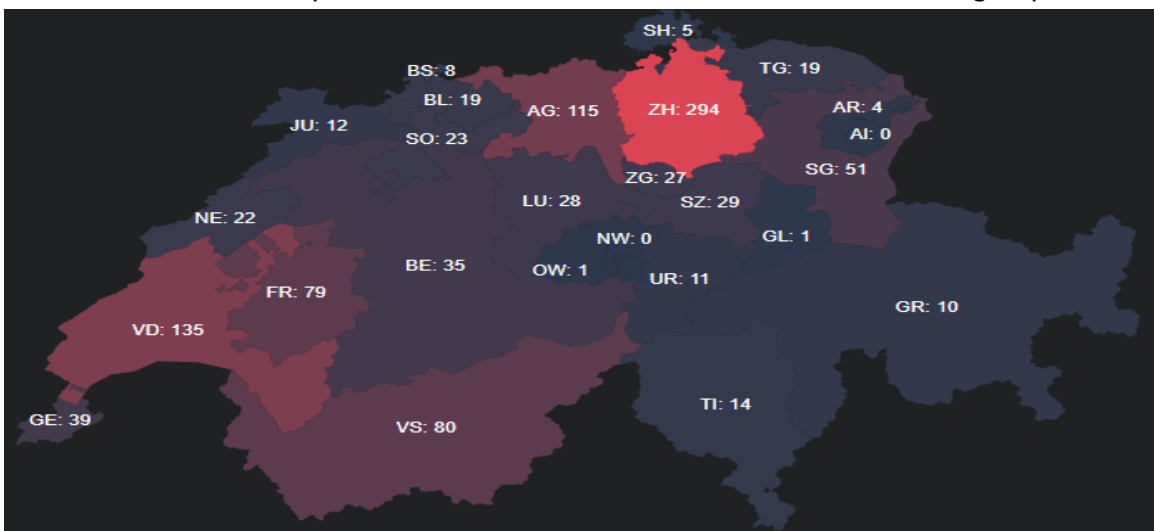 SH: 5
BS: 8
TG: 19
BL: 19
AG: 115
ZH: 294
AR: 4
JU: 12
AI: 0
SO: 23
SG: 51
ZG: 27
LU: 28
SZ: 29
NE: 22
NW: 0
GL: 1
BE: 35
OW: 1
UR: 11
FR: 79
GR: 10
VD: 135
TI: 14
GE: 39
VS: 80